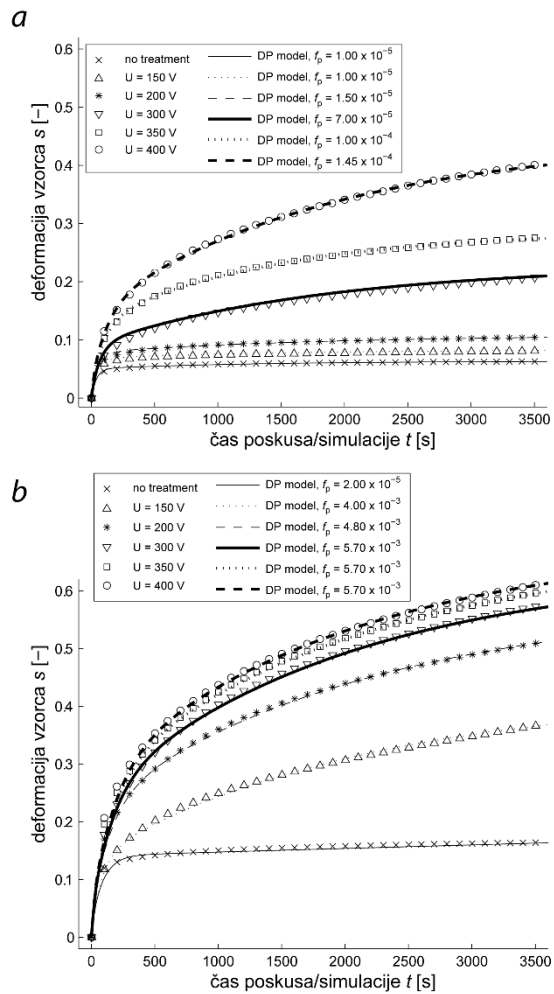 a
no treatment
U = 150 V
U = 200 V
U = 300 V
U = 350 V
U = 400 V
DP model, fp = 1.00 x 10⁻⁵
DP model, fp = 1.00 x 10⁻⁵
DP model, fp = 1.50 x 10⁻⁵
DP model, fp = 7.00 x 10⁻⁵
DP model, fp = 1.00 x 10⁻⁴
DP model, fp = 1.45 x 10⁻⁴
deformacija vzorca s [–]
0.6
0.5
0.4
0.3
0.2
0.1
0
0 500 1000 1500 2000 2500 3000 3500
čas poskusa/simulacije t [s]
b
no treatment
U = 150 V
U = 200 V
U = 300 V
U = 350 V
U = 400 V
DP model, fp = 2.00 x 10⁻⁵
DP model, fp = 4.00 x 10⁻³
DP model, fp = 4.80 x 10⁻³
DP model, fp = 5.70 x 10⁻³
DP model, fp = 5.70 x 10⁻³
DP model, fp = 5.70 x 10⁻³
deformacija vzorca s [–]
0.6
0.5
0.4
0.3
0.2
0.1
0
0 500 1000 1500 2000 2500 3000 3500
čas poskusa/simulacije t [s]